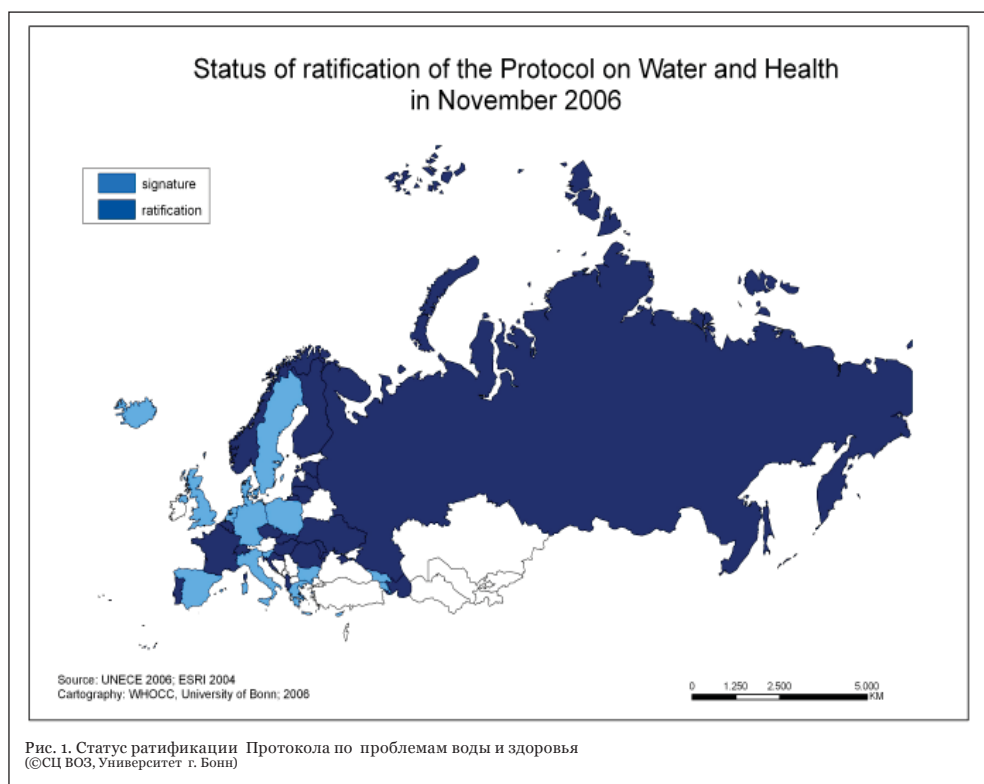 Status of ratification of the Protocol on Water and Health
in November 2006
signature
ratification
Source: UNECE 2006; ESRI 2004
Cartography: WHOCC, University of Bonn; 2006
0 1.250 2.500 5.000
KM
Рис. 1. Статус ратификации Протокола по проблемам воды и здоровья
(©СЦ ВОЗ, Университет г. Бонн)